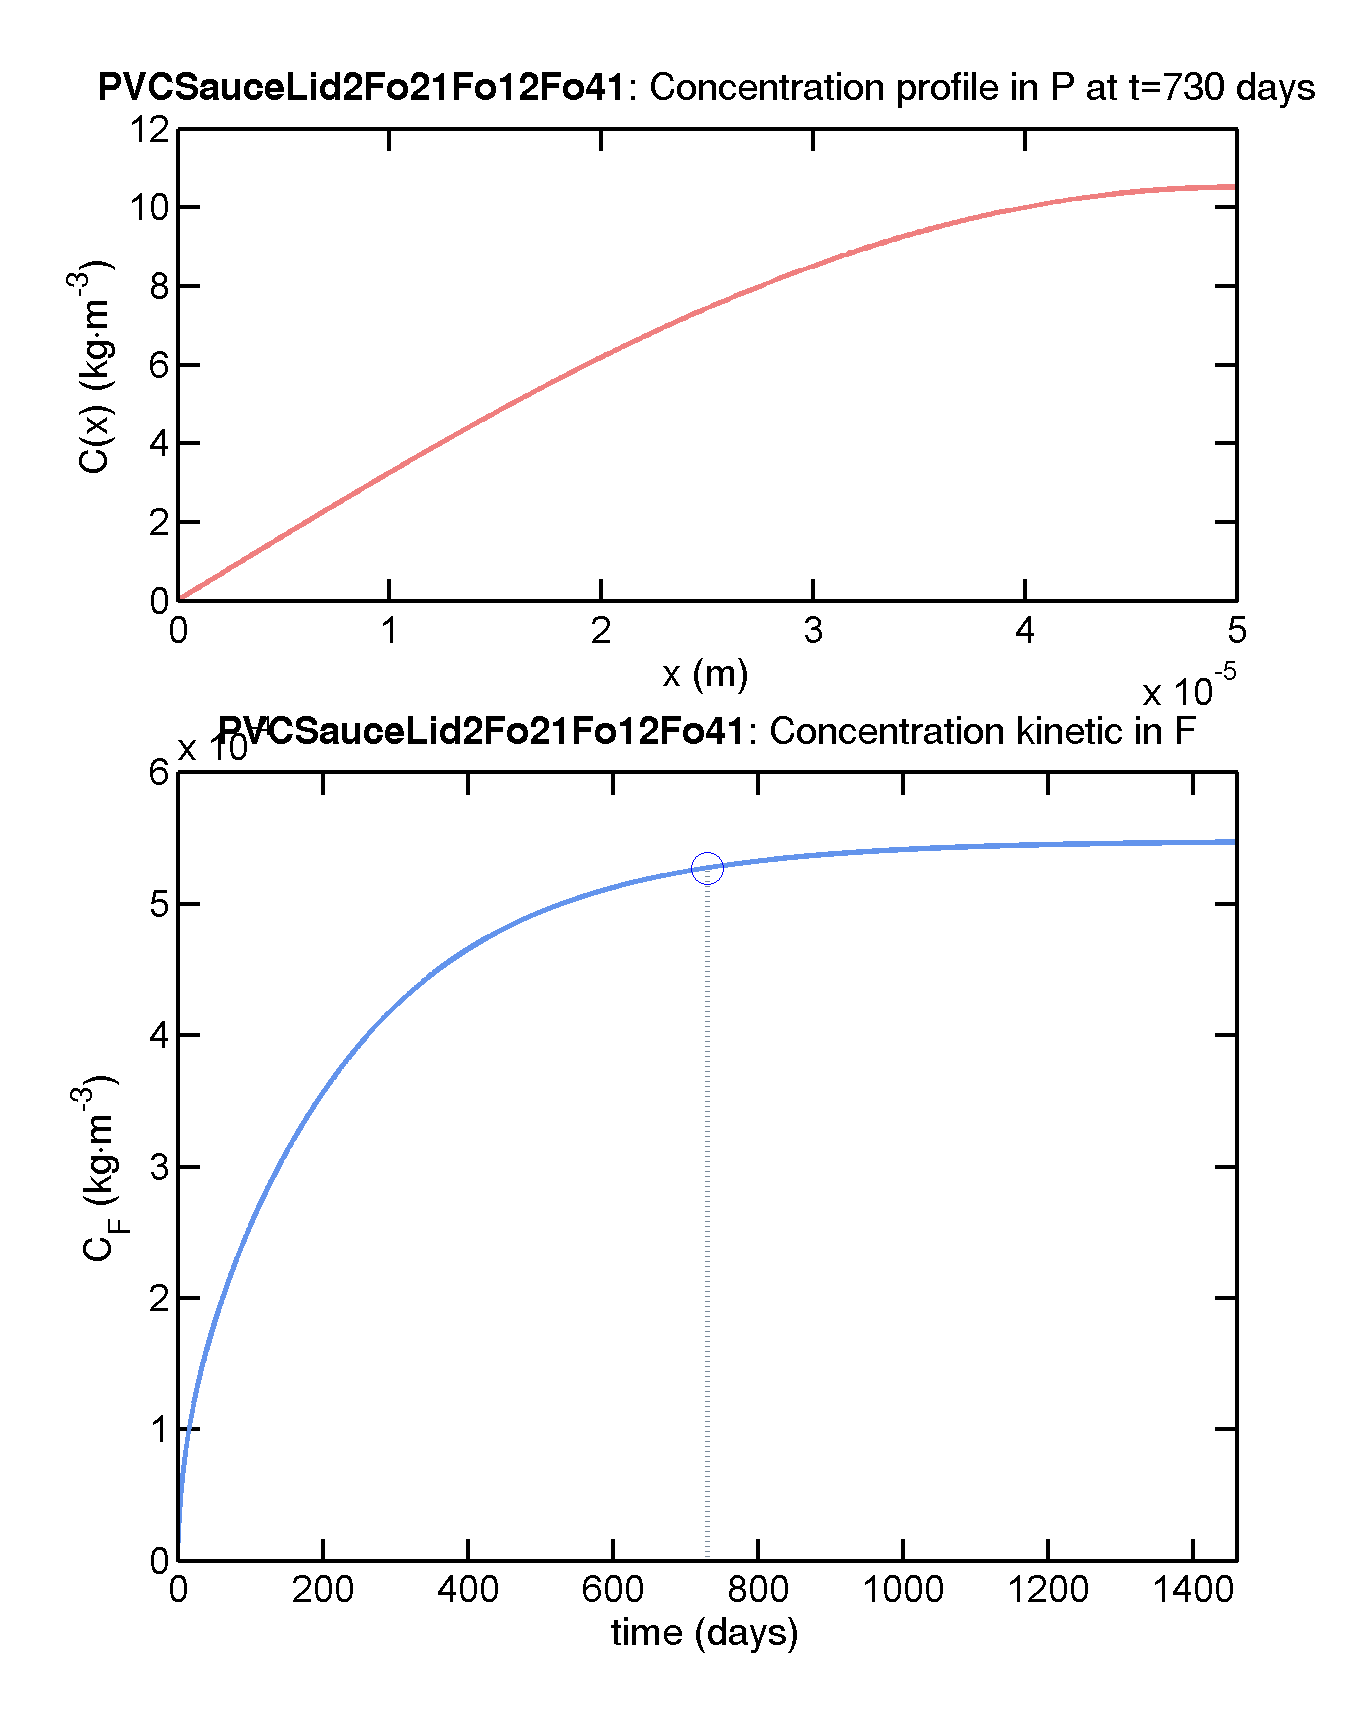 PVCSauceLid2Fo21Fo12Fo41: Concentration profile in P at t=730 days
12
10
8
6
4
2
0
C(x) (kg·m⁻³)
0 1 2 3 4 5
x (m)
x 10⁻⁵
PVCSauceLid2Fo21Fo12Fo41: Concentration kinetic in F
x 10
6
5
4
3
2
1
0
C_F (kg·m⁻³)
0 200 400 600 800 1000 1200 1400
time (days)